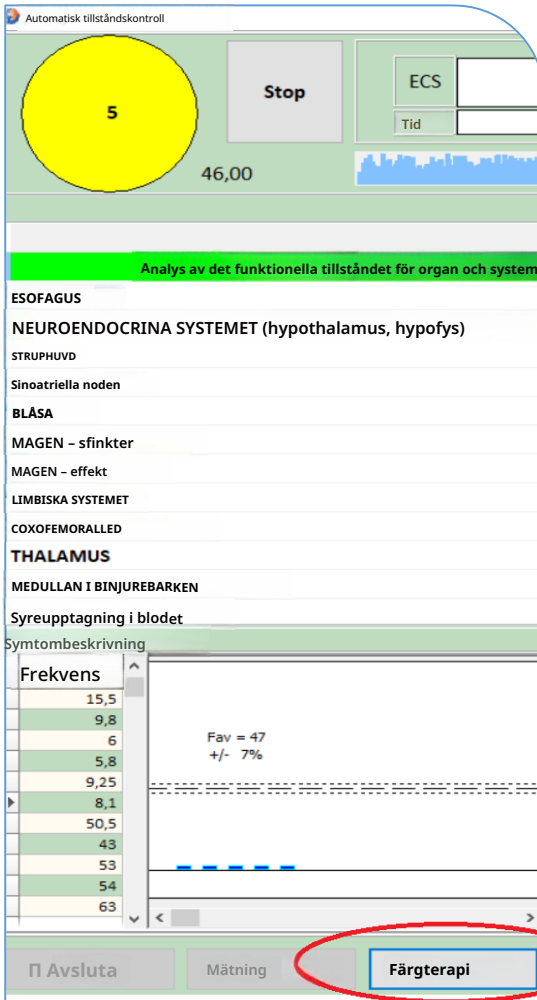 Automatisk tillståndskontroll
5
Stop
ECS
Tid
46,00
Analys av det funktionella tillståndet för organ och system
ESOFAGUS
NEUROENDOCRINA SYSTEMET (hypothalamus, hypofys)
STRUPHUVD
Sinoatriella noden
BLÅSA
MAGEN – sfinkter
MAGEN – effekt
LIMBISKA SYSTEMET
COXOFEMORALLED
THALAMUS
MEDULLAN I BINJUREBARKEN
Syreupptagning i blodet
Symtombeskrivning
Frekvens
15,5
9,8
6
5,8
9,25
8,1
50,5
43
53
54
63
Fav = 47
+/- 7%
П Avsluta
Mätning
Färgterapi